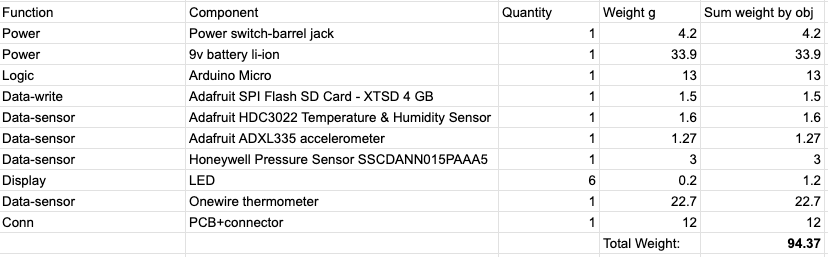 Function Component Quantity Weight g Sum weight by obj
Power Power switch-barrel jack 1 4.2 4.2
Power 9v battery li-ion 1 33.9 33.9
Logic Arduino Micro 1 13 13
Data-write Adafruit SPI Flash SD Card - XTSD 4 GB 1 1.5 1.5
Data-sensor Adafruit HDC3022 Temperature & Humidity Sensor 1 1.6 1.6
Data-sensor Adafruit ADXL335 accelerometer 1 1.27 1.27
Data-sensor Honeywell Pressure Sensor SSCDANN015PAAA5 1 3 3
Display LED 6 0.2 1.2
Data-sensor Onewire thermometer 1 22.7 22.7
Conn PCB+connector 1 12 12
Total Weight: 94.37